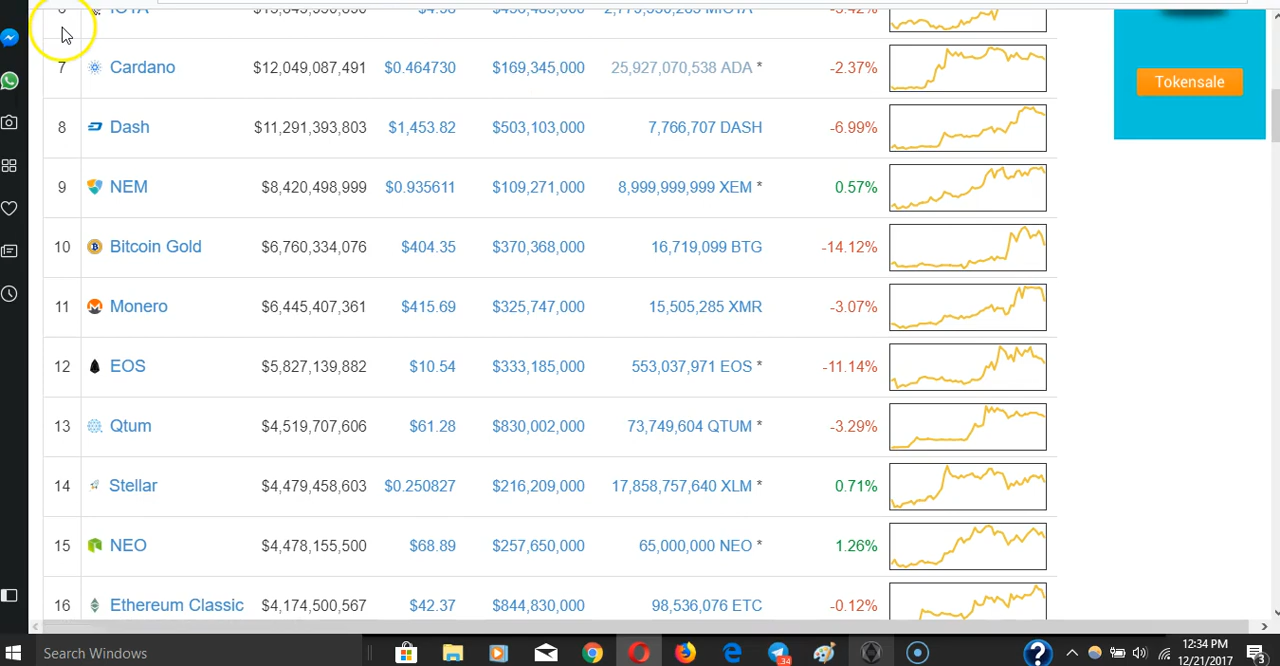 7 Cardano $12,049,087,491 $0.464730 $169,345,000 25,927,070,538 ADA * -2.37%
Tokensale
8 Dash $11,291,393,803 $1,453.82 $503,103,000 7,766,707 DASH -6.99%
9 NEM $8,420,498,999 $0.935611 $109,271,000 8,999,999,999 XEM * 0.57%
10 Bitcoin Gold $6,760,334,076 $404.35 $370,368,000 16,719,099 BTG -14.12%
11 Monero $6,445,407,361 $415.69 $325,747,000 15,505,285 XMR -3.07%
12 EOS $5,827,139,882 $10.54 $333,185,000 553,037,971 EOS * -11.14%
13 Qtum $4,519,707,606 $61.28 $830,002,000 73,749,604 QTUM * -3.29%
14 Stellar $4,479,458,603 $0.250827 $216,209,000 17,858,757,640 XLM * 0.71%
15 NEO $4,478,155,500 $68.89 $257,650,000 65,000,000 NEO * 1.26%
16 Ethereum Classic $4,174,500,567 $42.37 $844,830,000 98,536,076 ETC -0.12%
Search Windows
34
12:34 PM
12/21/2017
3